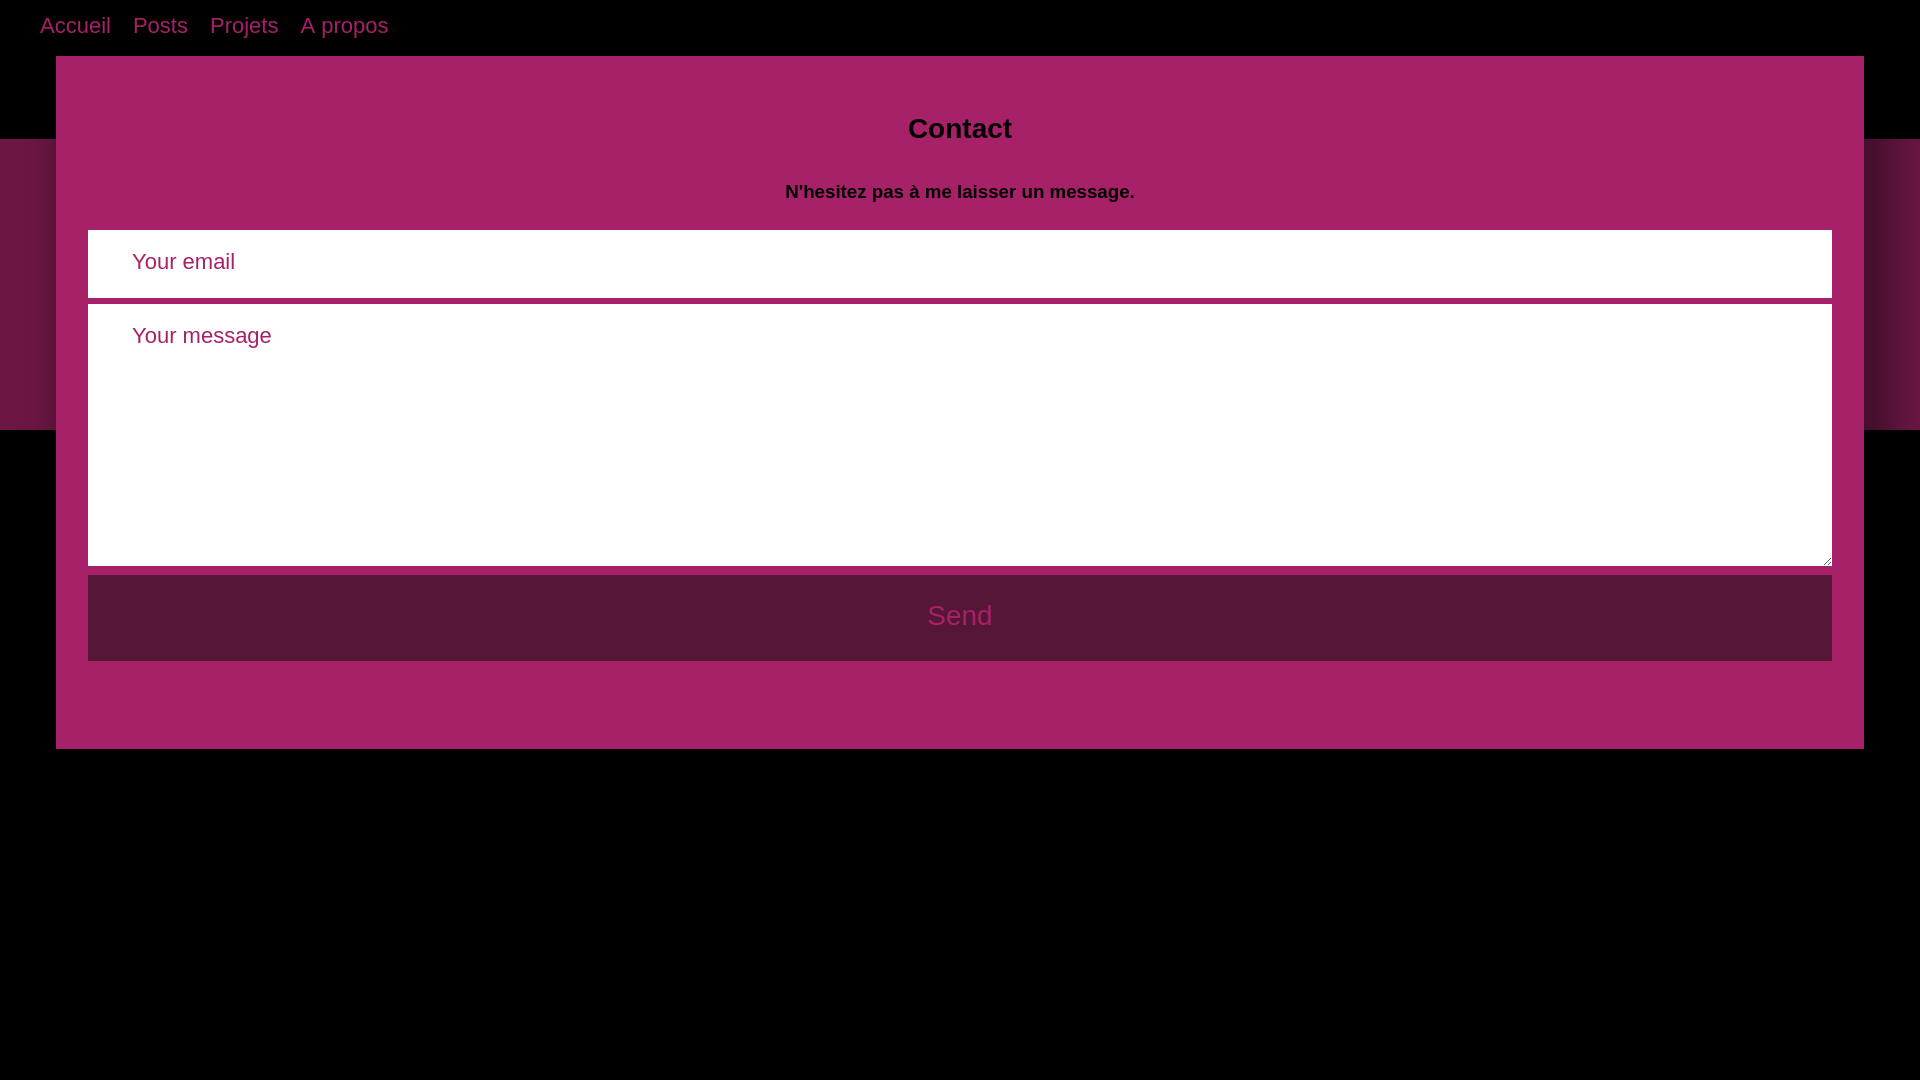 Accueil Posts Projets A propos
Contact
N'hesitez pas à me laisser un message.
Your email
Your message
Send